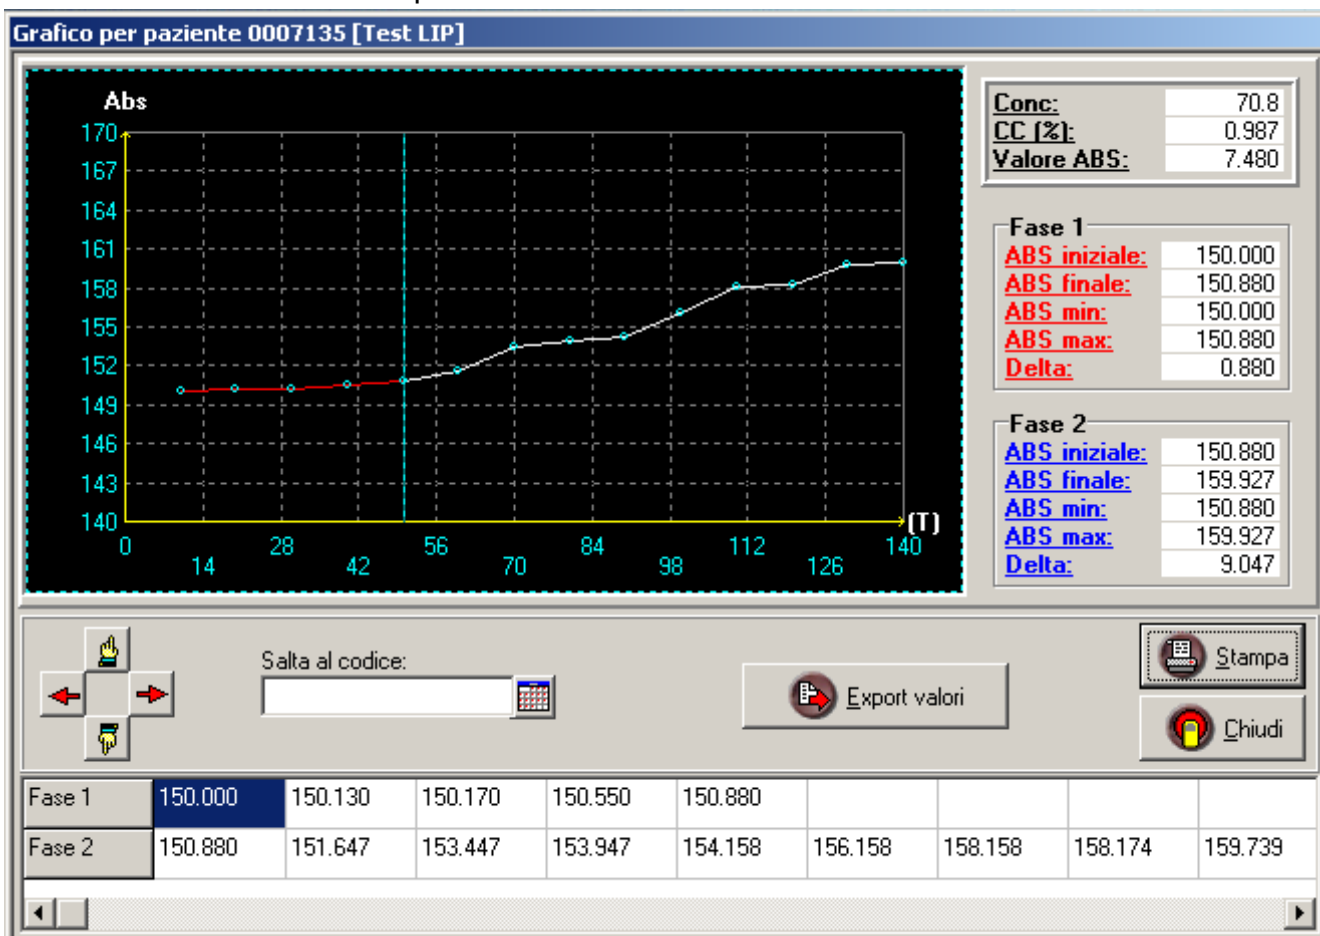 Grafico per paziente 0007135 [Test LIP]
Abs
170
167
164
161
158
155
152
149
146
143
140
(T)
0 14 28 42 56 70 84 98 112 126 140
Conc: 70.8
CC (%): 0.987
Valore ABS: 7.480
Fase 1
ABS iniziale: 150.000
ABS finale: 150.880
ABS min: 150.000
ABS max: 150.880
Delta: 0.880
Fase 2
ABS iniziale: 150.880
ABS finale: 159.927
ABS min: 150.880
ABS max: 159.927
Delta: 9.047
Salta al codice:
Export valori
Stampa
Chiudi
Fase 1 150.000 150.130 150.170 150.550 150.880
Fase 2 150.880 151.647 153.447 153.947 154.158 156.158 158.158 158.174 159.739